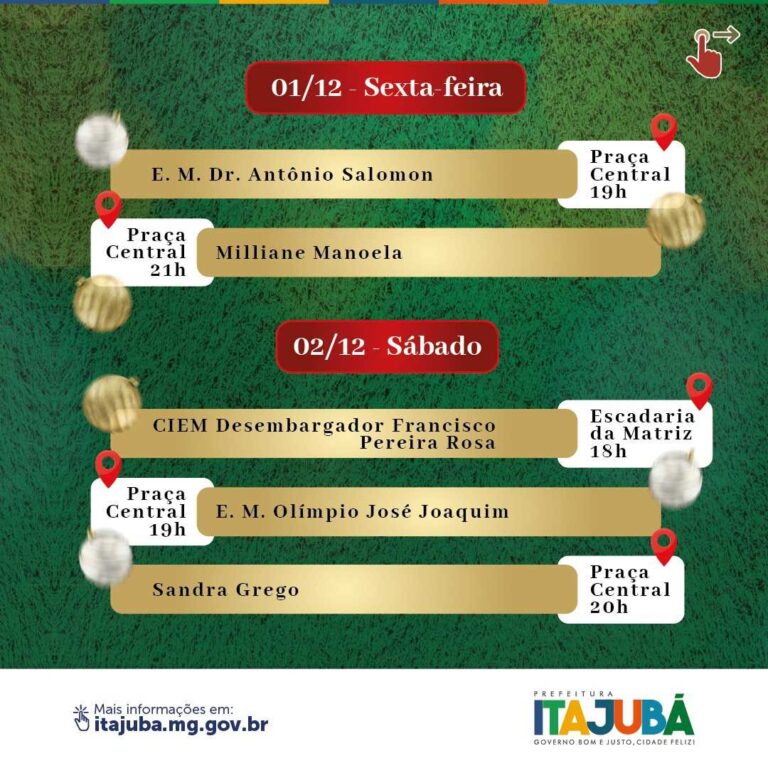 01/12 - Sexta-feira
E. M. Dr. Antônio Salomon
Praça
Central
19h
Praça
Central
21h
Milliane Manoela
02/12 - Sábado
CIEM Desembargador Francisco
Pereira Rosa
Escadaria
da Matriz
18h
Praça
Central
19h
E. M. Olímpio José Joaquim
Sandra Grego
Praça
Central
20h
Mais informações em:
itajuba.mg.gov.br
PREFEITURA
ITAJUBÁ
GOVERNO BOM E JUSTO, CIDADE FELIZ!